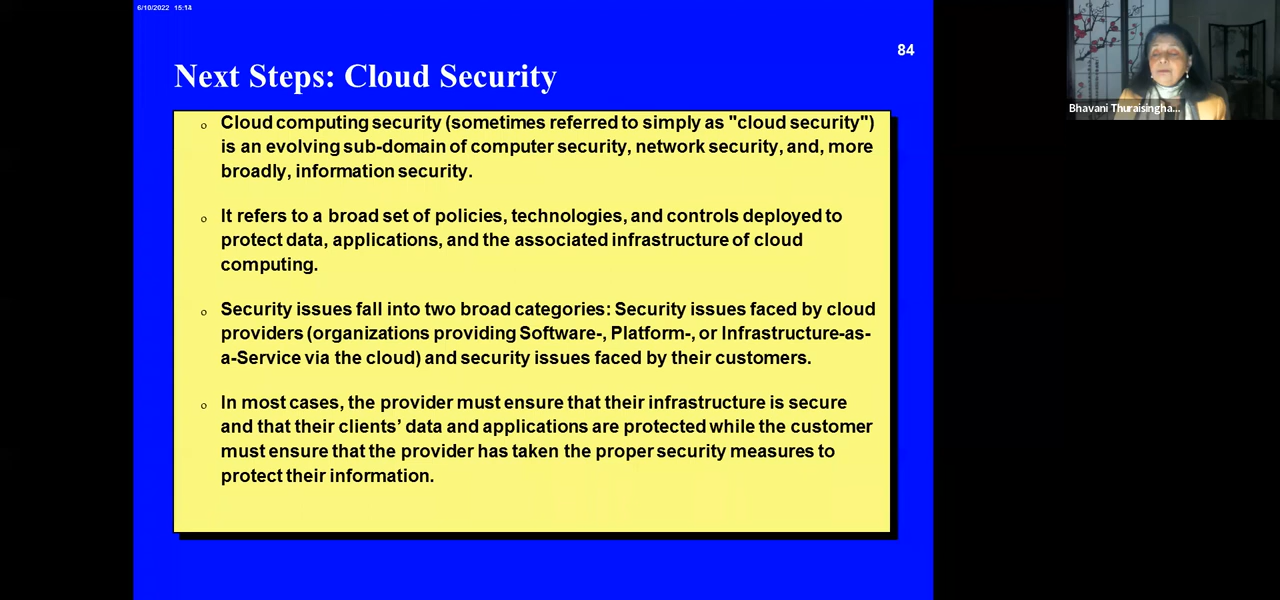 6/10/2022 15:14
84
Next Steps: Cloud Security
o Cloud computing security (sometimes referred to simply as "cloud security")
is an evolving sub-domain of computer security, network security, and, more
broadly, information security.
o It refers to a broad set of policies, technologies, and controls deployed to
protect data, applications, and the associated infrastructure of cloud
computing.
o Security issues fall into two broad categories: Security issues faced by cloud
providers (organizations providing Software-, Platform-, or Infrastructure-as-
a-Service via the cloud) and security issues faced by their customers.
o In most cases, the provider must ensure that their infrastructure is secure
and that their clients’ data and applications are protected while the customer
must ensure that the provider has taken the proper security measures to
protect their information.
Bhavani Thuraisingha...